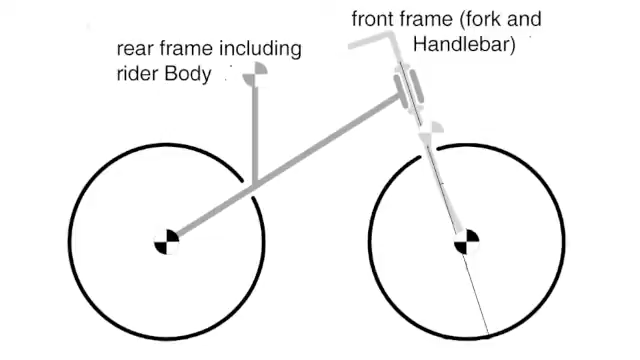 front frame (fork and
Handlebar)
rear frame including
rider Body